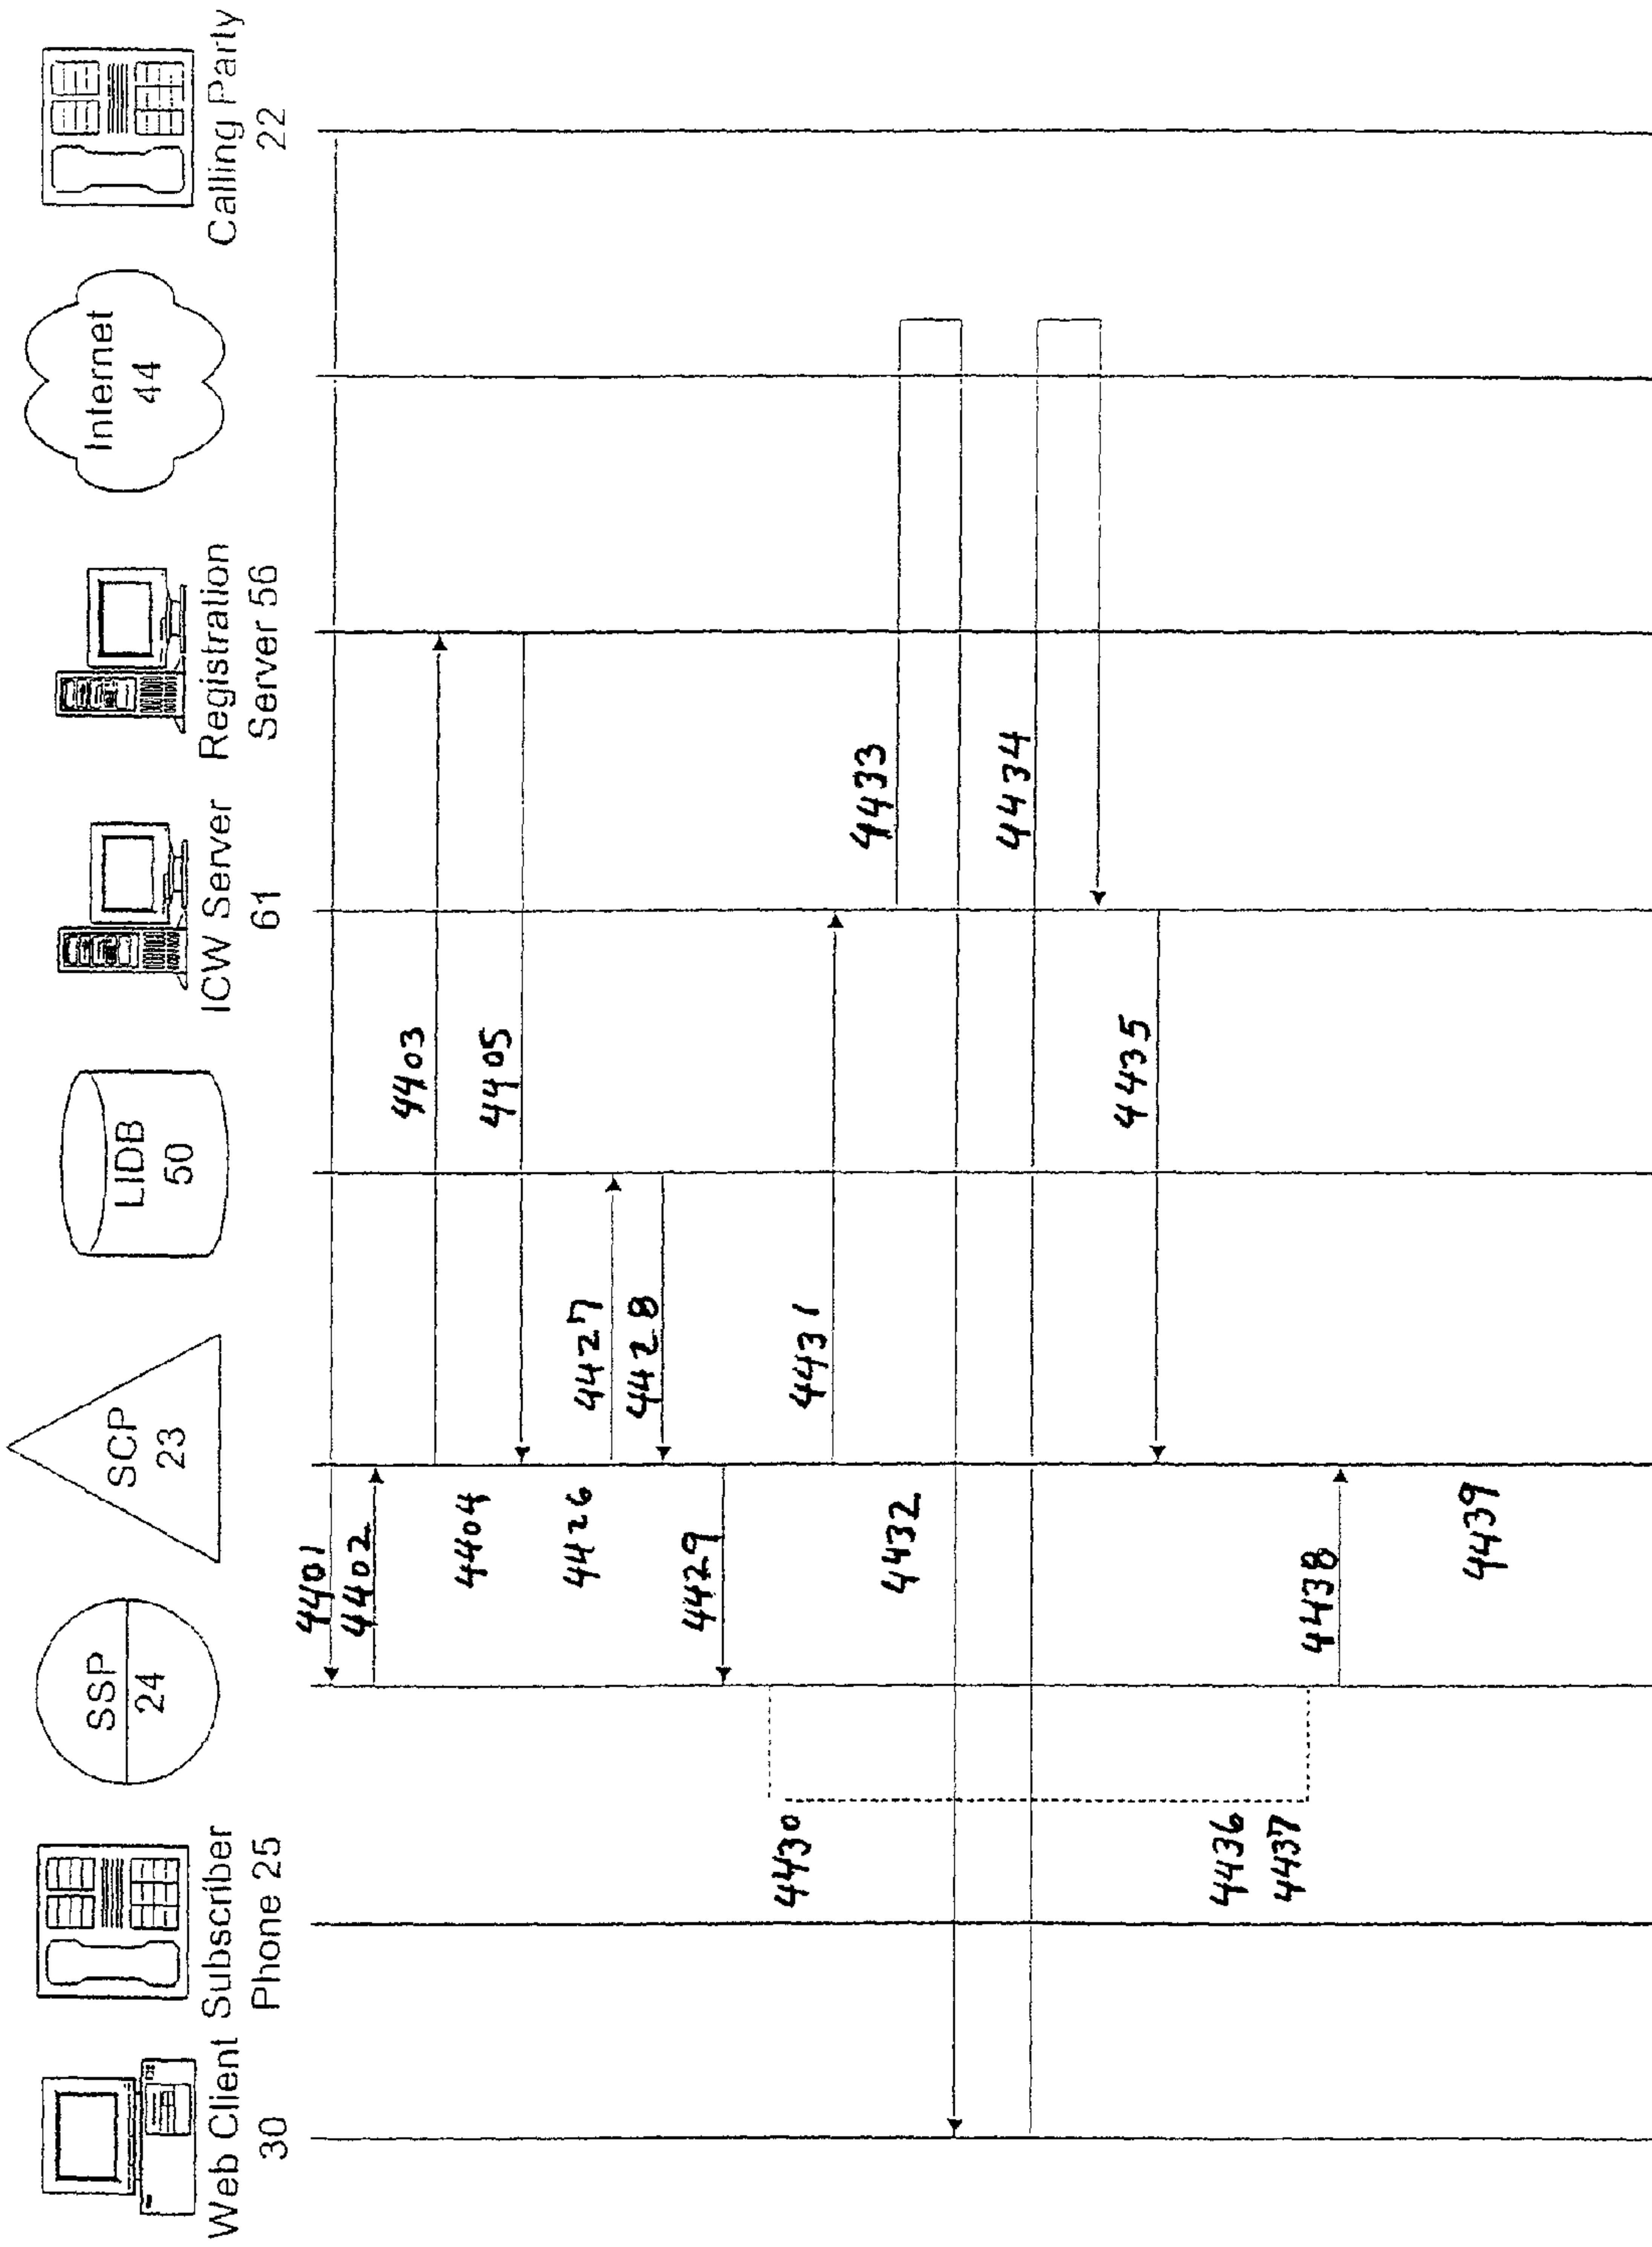 Web Client
30
Subscriber
Phone 25
SSP
24
SCP
23
LIDB
50
ICW Server
61
Registration
Server 56
Internet
44
Calling Party
22
4401
4402
4403
4404
4405
4426
4427
4428
4429
4430
4431
4432
4433
4434
4435
4436
4437
4438
4439